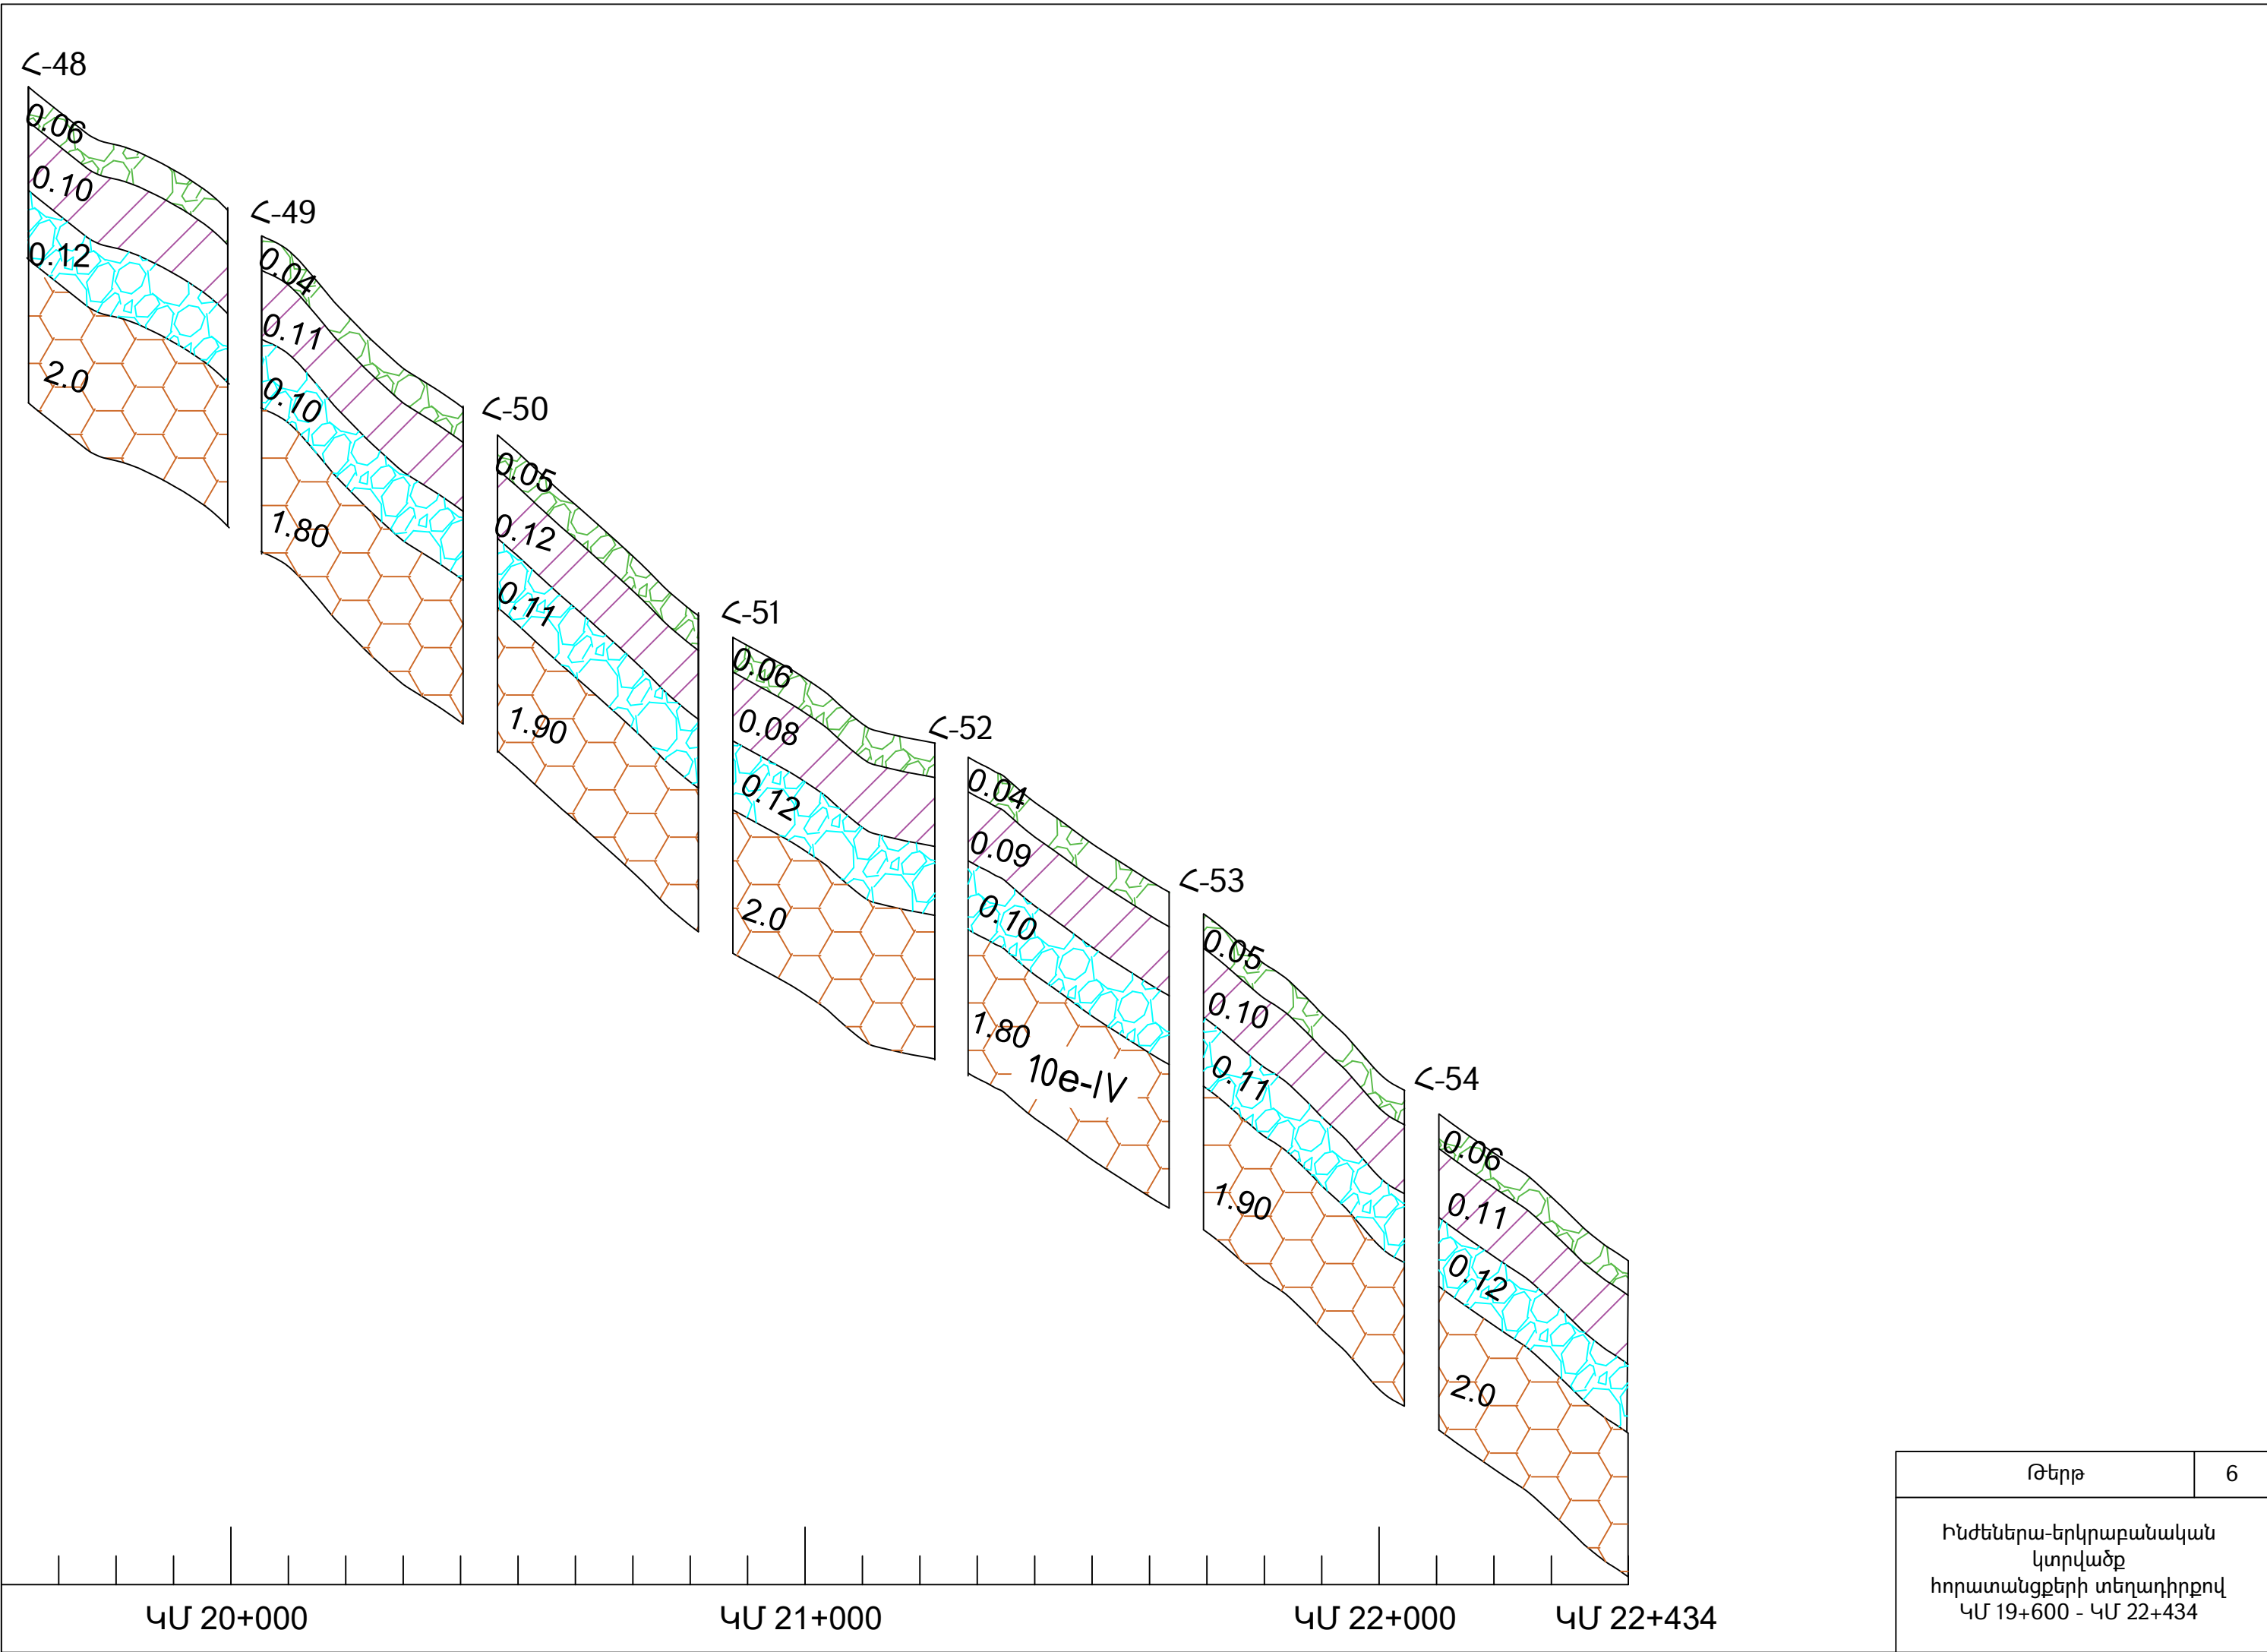 Հ-48
0.06
0.10
0.12
2.0
Հ-49
0.04
0.11
0.10
1.80
Հ-50
0.05
0.12
0.11
1.90
Հ-51
0.06
0.08
0.12
2.0
Հ-52
0.04
0.09
0.10
1.80
10e-IV
Հ-53
0.05
0.10
0.11
1.90
Հ-54
0.06
0.11
0.12
2.0
ԿՄ 20+000
ԿՄ 21+000
ԿՄ 22+000
ԿՄ 22+434
Թերթ 6
Ինժեներա-երկրաբանական
կտրվածք
հորատանցքերի տեղադիրքով
ԿՄ 19+600 - ԿՄ 22+434